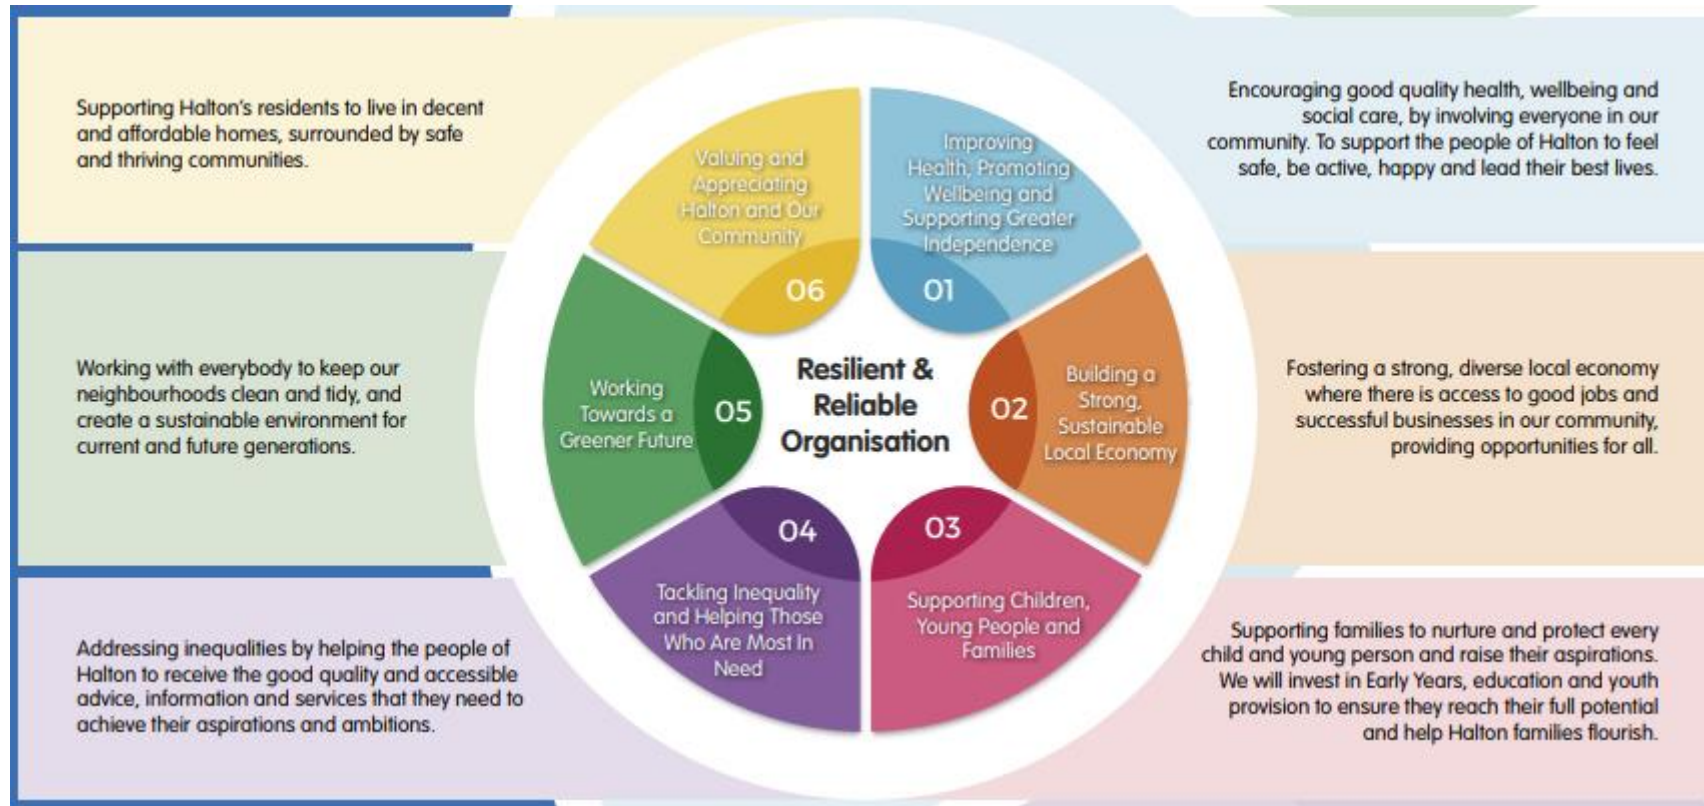 Supporting Halton's residents to live in decent
and affordable homes, surrounded by safe
and thriving communities.
Working with everybody to keep our
neighbourhoods clean and tidy, and
create a sustainable environment for
current and future generations.
Addressing inequalities by helping the people of
Halton to receive the good quality and accessible
advice, information and services that they need to
achieve their aspirations and ambitions.
Valuing and
Appreciating
Halton and Our
Community
06
Improving
Health, Promoting
Wellbeing and
Supporting Greater
Independence
01
Working
Towards a
Greener Future
05
Resilient &
Reliable
Organisation
02
Building a
Strong,
Sustainable
Local Economy
04
Tackling Inequality
and Helping Those
Who Are Most In
Need
03
Supporting Children,
Young People and
Families
Encouraging good quality health, wellbeing and
social care, by involving everyone in our
community. To support the people of Halton to feel
safe, be active, happy and lead their best lives.
Fostering a strong, diverse local economy
where there is access to good jobs and
successful businesses in our community,
providing opportunities for all.
Supporting families to nurture and protect every
child and young person and raise their aspirations.
We will invest in Early Years, education and youth
provision to ensure they reach their full potential
and help Halton families flourish.